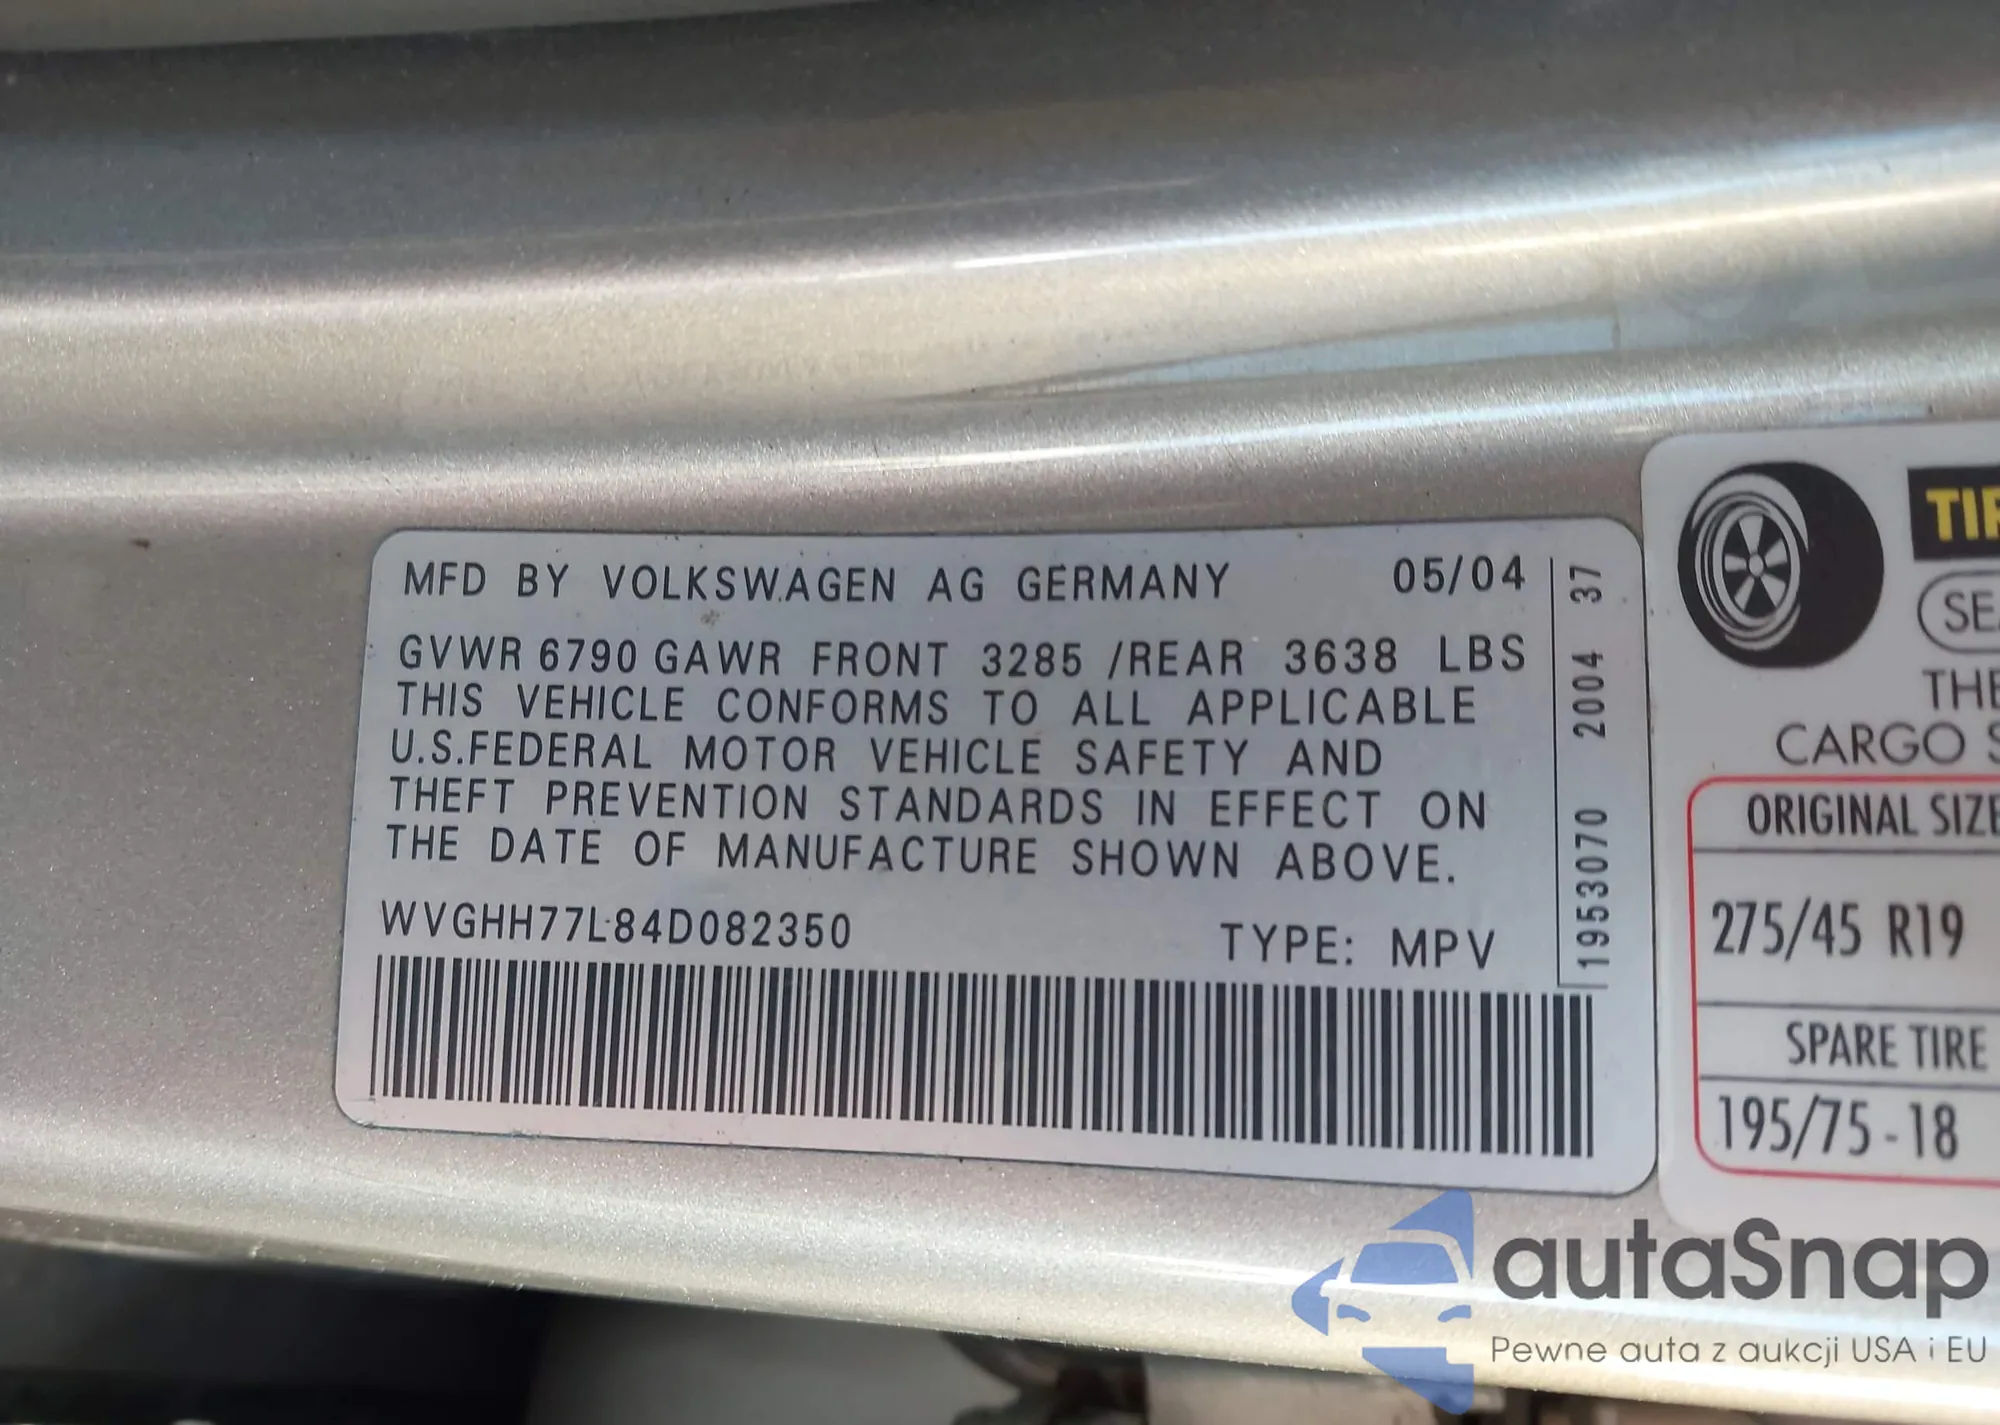 MFD BY VOLKSWAGEN AG GERMANY 05/04
GVWR 6790 GAWR FRONT 3285 /REAR 3638 LBS
THIS VEHICLE CONFORMS TO ALL APPLICABLE
U.S.FEDERAL MOTOR VEHICLE SAFETY AND
THEFT PREVENTION STANDARDS IN EFFECT ON
THE DATE OF MANUFACTURE SHOWN ABOVE.
WVGHH77L84D082350 TYPE: MPV
1953070 2004 37
TIR
SE
THE
CARGO S
ORIGINAL SIZE
275/45 R19
SPARE TIRE
195/75-18
autaSnap
Pewne auta z aukcji USA i EU